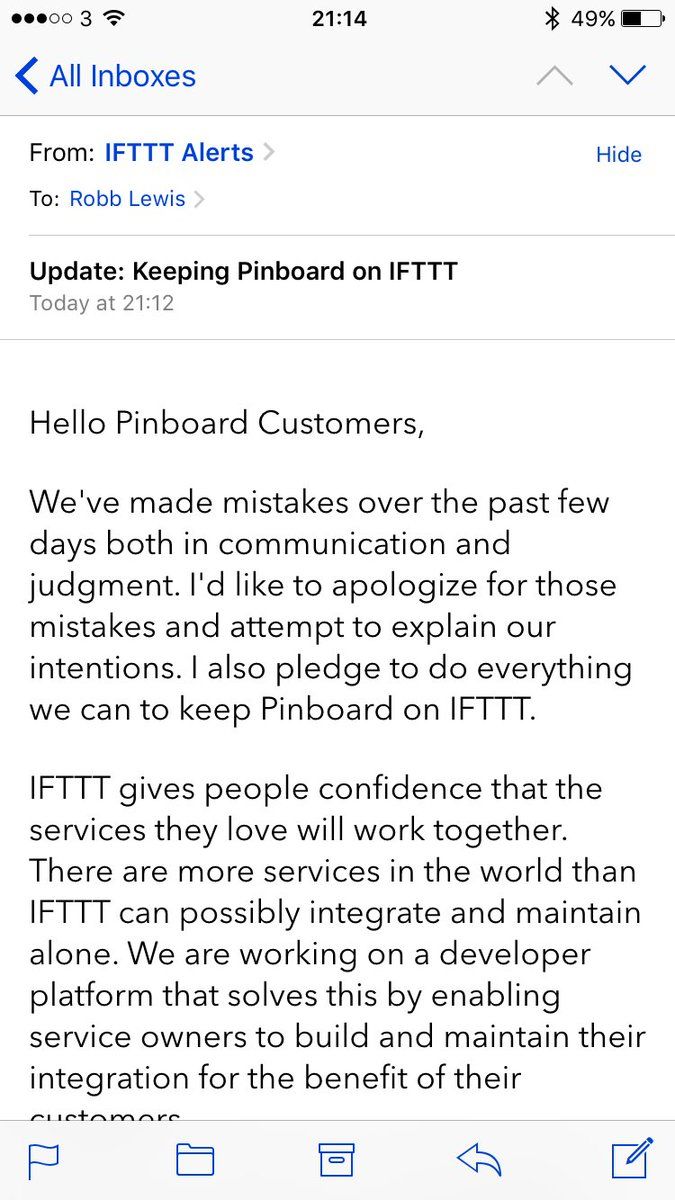 3 21:14 49%
All Inboxes
From: IFTTT Alerts Hide
To: Robb Lewis
Update: Keeping Pinboard on IFTTT
Today at 21:12
Hello Pinboard Customers,
We've made mistakes over the past few
days both in communication and
judgment. I'd like to apologize for those
mistakes and attempt to explain our
intentions. I also pledge to do everything
we can to keep Pinboard on IFTTT.
IFTTT gives people confidence that the
services they love will work together.
There are more services in the world than
IFTTT can possibly integrate and maintain
alone. We are working on a developer
platform that solves this by enabling
service owners to build and maintain their
integration for the benefit of their
customers.